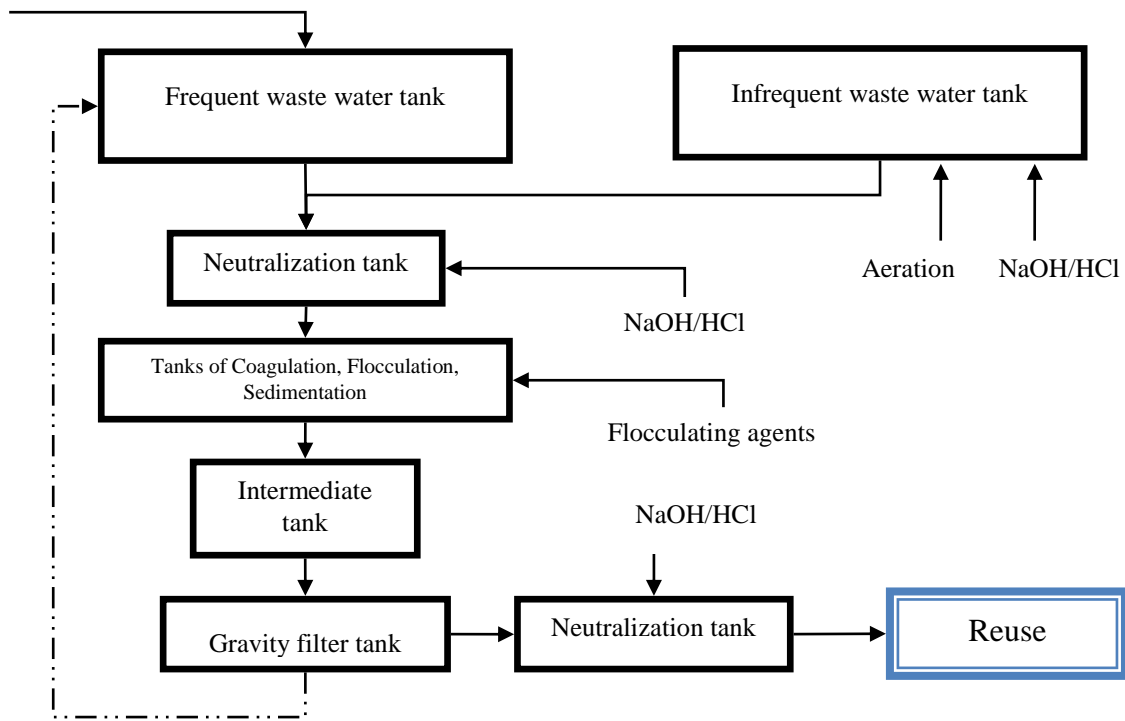 Frequent waste water tank
Infrequent waste water tank
Neutralization tank
Aeration
NaOH/HCl
NaOH/HCl
Tanks of Coagulation, Flocculation,
Sedimentation
Flocculating agents
Intermediate
tank
NaOH/HCl
Gravity filter tank
Neutralization tank
Reuse